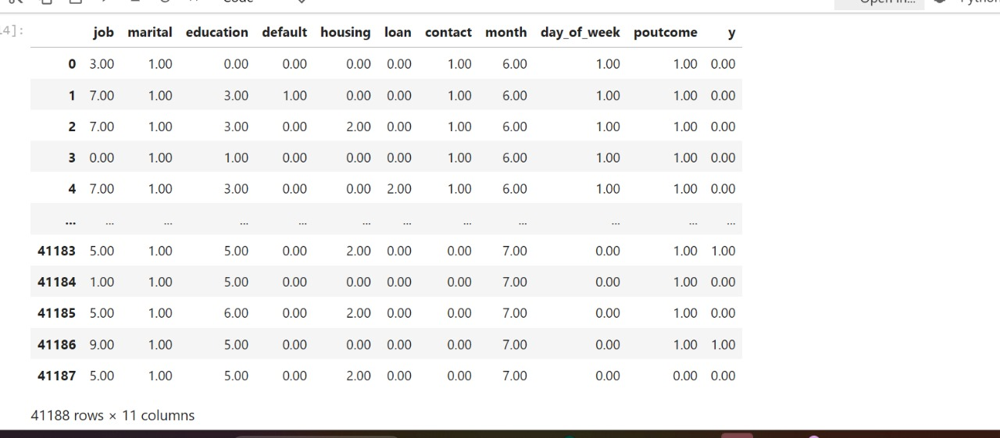 4]:
job marital education default housing loan contact month day_of_week poutcome y
0 3.00 1.00 0.00 0.00 0.00 0.00 1.00 6.00 1.00 1.00 0.00
1 7.00 1.00 3.00 1.00 0.00 0.00 1.00 6.00 1.00 1.00 0.00
2 7.00 1.00 3.00 0.00 2.00 0.00 1.00 6.00 1.00 1.00 0.00
3 0.00 1.00 1.00 0.00 0.00 0.00 1.00 6.00 1.00 1.00 0.00
4 7.00 1.00 3.00 0.00 0.00 2.00 1.00 6.00 1.00 1.00 0.00
... ... ... ... ... ... ... ... ... ... ... ...
41183 5.00 1.00 5.00 0.00 2.00 0.00 0.00 7.00 0.00 1.00 1.00
41184 1.00 1.00 5.00 0.00 0.00 0.00 0.00 7.00 0.00 1.00 0.00
41185 5.00 1.00 6.00 0.00 2.00 0.00 0.00 7.00 0.00 1.00 0.00
41186 9.00 1.00 5.00 0.00 0.00 0.00 0.00 7.00 0.00 1.00 1.00
41187 5.00 1.00 5.00 0.00 2.00 0.00 0.00 7.00 0.00 0.00 0.00
41188 rows × 11 columns